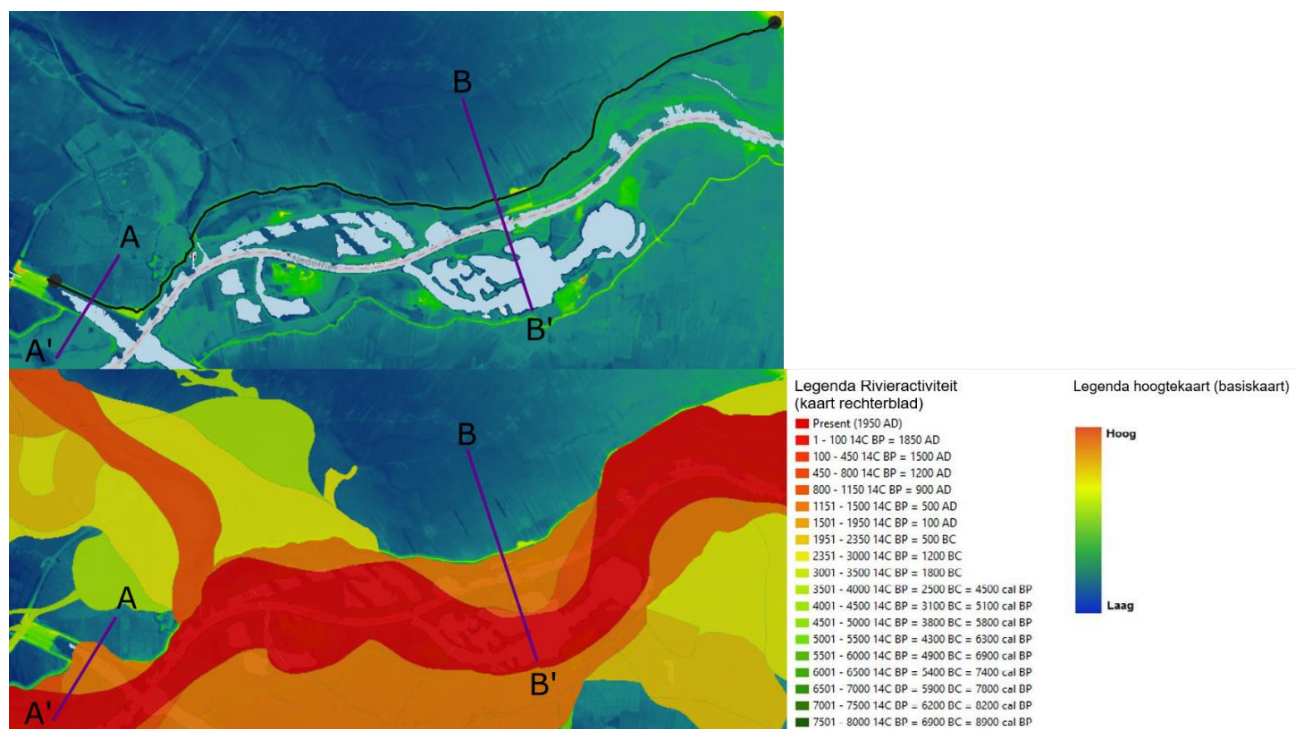 B
A
Nederrijn
A'
B'
B
A
B'
A'
Legenda Rivieractiviteit
(kaart rechterblad)
Present (1950 AD)
1 - 100 14C BP = 1850 AD
100 - 450 14C BP = 1500 AD
450 - 800 14C BP = 1200 AD
800 - 1150 14C BP = 900 AD
1151 - 1500 14C BP = 500 AD
1501 - 1950 14C BP = 100 AD
1951 - 2350 14C BP = 500 BC
2351 - 3000 14C BP = 1200 BC
3001 - 3500 14C BP = 1800 BC
3501 - 4000 14C BP = 2500 BC = 4500 cal BP
4001 - 4500 14C BP = 3100 BC = 5100 cal BP
4501 - 5000 14C BP = 3800 BC = 5800 cal BP
5001 - 5500 14C BP = 4300 BC = 6300 cal BP
5501 - 6000 14C BP = 4900 BC = 6900 cal BP
6001 - 6500 14C BP = 5400 BC = 7400 cal BP
6501 - 7000 14C BP = 5900 BC = 7800 cal BP
7001 - 7500 14C BP = 6200 BC = 8200 cal BP
7501 - 8000 14C BP = 6900 BC = 8900 cal BP
Legenda hoogtekaart (basiskaart)
Hoog
Laag